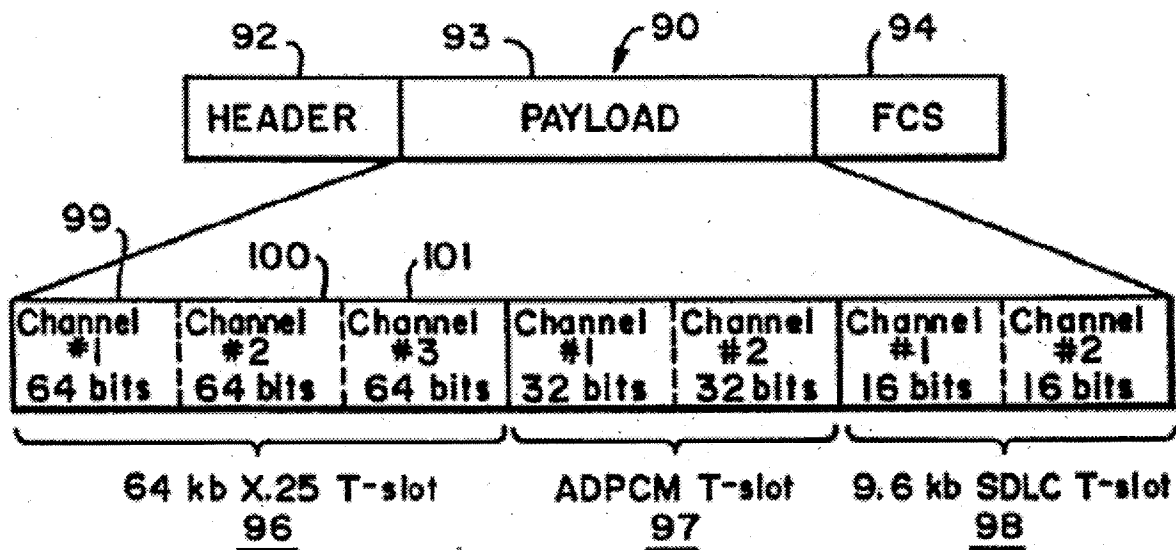 92 93 90 94
HEADER PAYLOAD FCS
99 100 101
Channel #1 64 bits
Channel #2 64 bits
Channel #3 64 bits
Channel #1 32 bits
Channel #2 32 bits
Channel #1 16 bits
Channel #2 16 bits
64 kb X.25 T-slot
96
ADPCM T-slot
97
9.6 kb SDLC T-slot
98